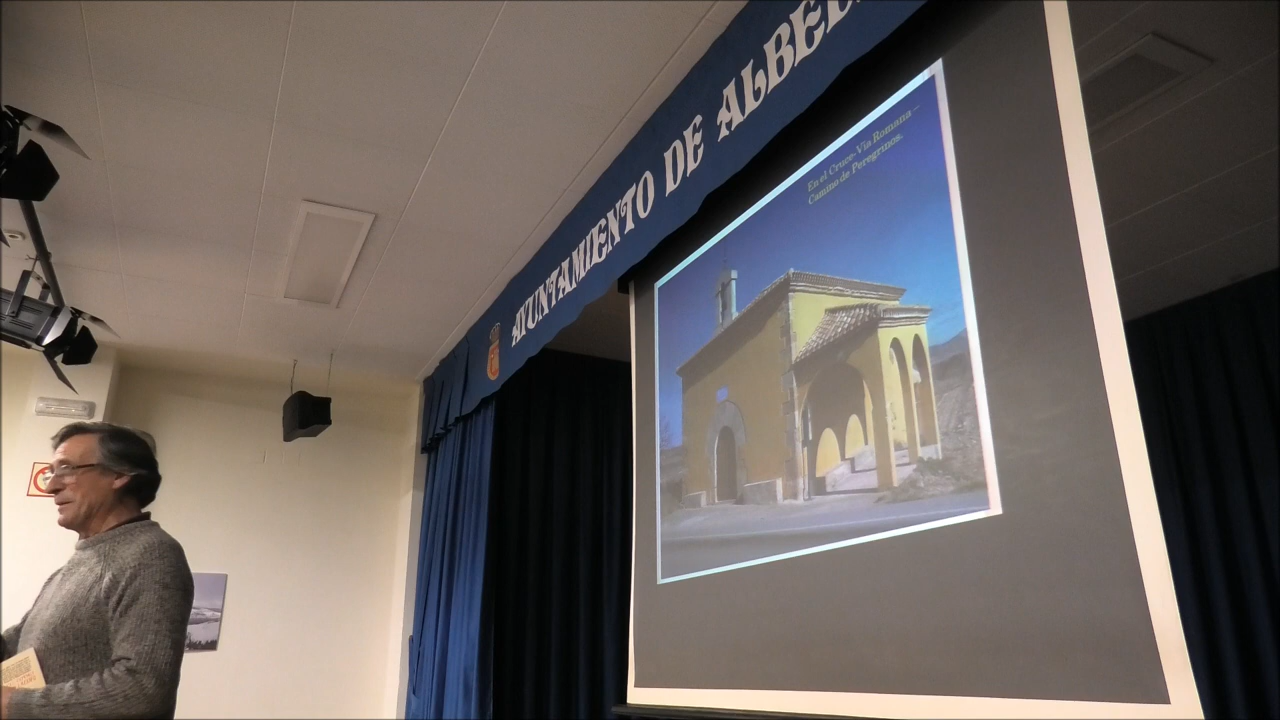 AYUNTAMIENTO DE ALBE
En el Cruce-Vía Romana –
Camino de Peregrinos.